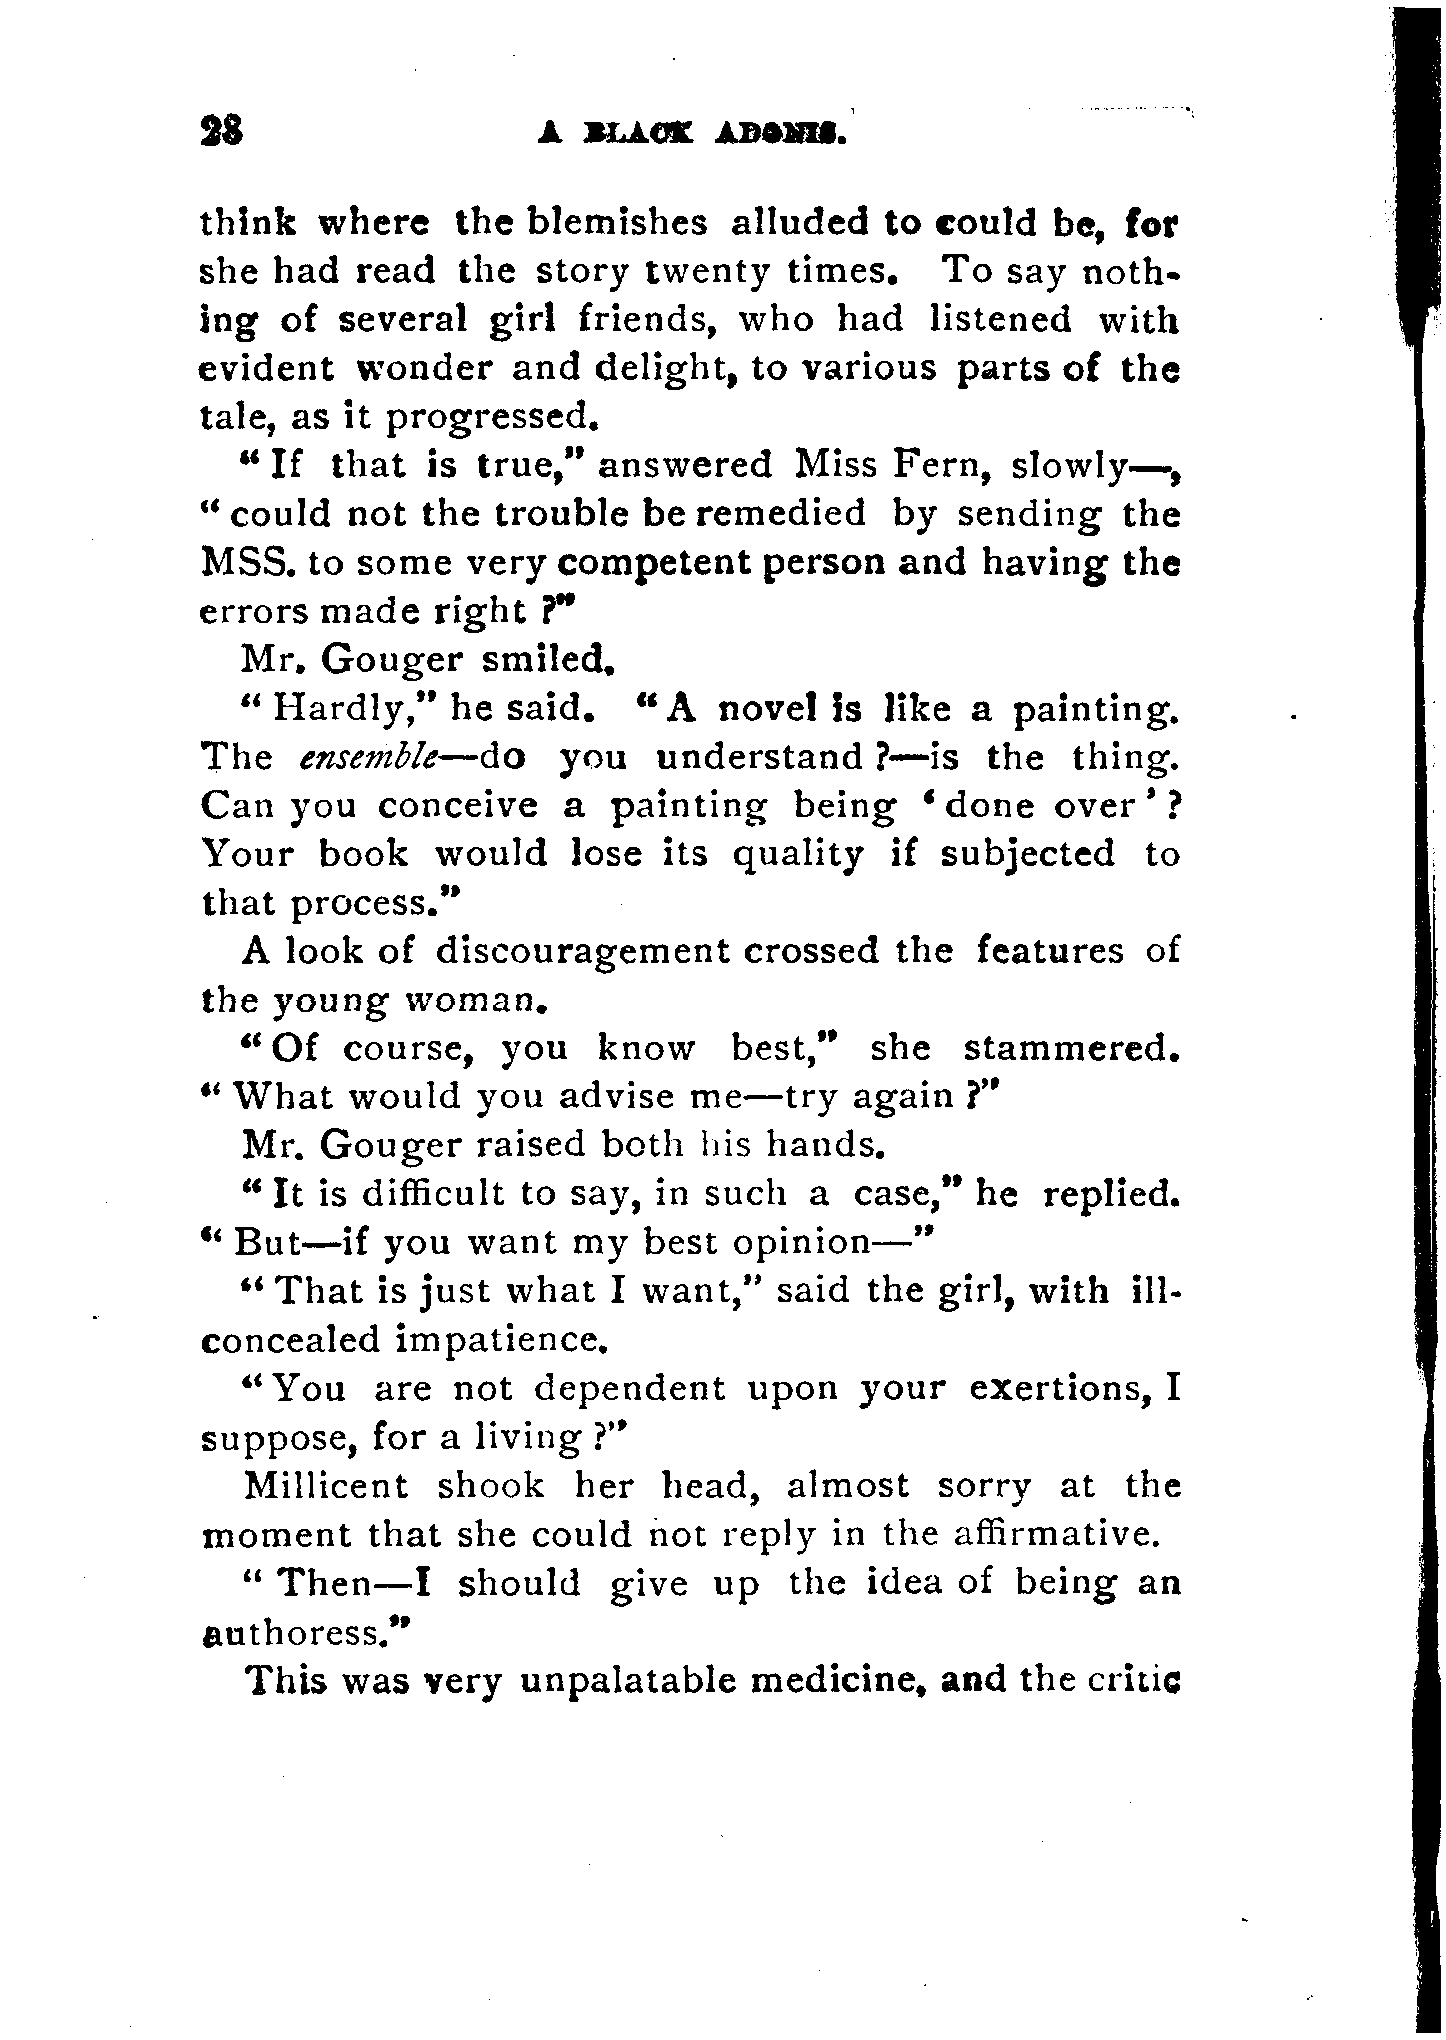 28 A BLACK ADONIS.
think where the blemishes alluded to could be, for
she had read the story twenty times. To say noth-
ing of several girl friends, who had listened with
evident wonder and delight, to various parts of the
tale, as it progressed.
“ If that is true,” answered Miss Fern, slowly—,
“ could not the trouble be remedied by sending the
MSS. to some very competent person and having the
errors made right ?”
Mr. Gouger smiled.
“ Hardly,” he said. “ A novel is like a painting.
The ensemble—do you understand ?—is the thing.
Can you conceive a painting being ‘ done over ’ ?
Your book would lose its quality if subjected to
that process.”
A look of discouragement crossed the features of
the young woman.
“ Of course, you know best,” she stammered.
“ What would you advise me—try again ?”
Mr. Gouger raised both his hands.
“ It is difficult to say, in such a case,” he replied.
“ But—if you want my best opinion—”
“ That is just what I want,” said the girl, with ill-
concealed impatience.
“ You are not dependent upon your exertions, I
suppose, for a living ?”
Millicent shook her head, almost sorry at the
moment that she could not reply in the affirmative.
“ Then—I should give up the idea of being an
authoress.”
This was very unpalatable medicine, and the critic